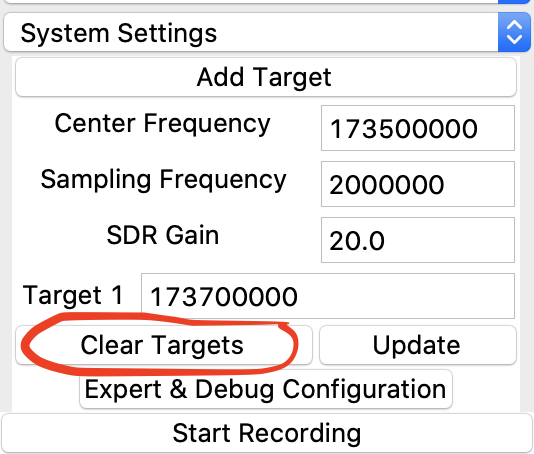 System Settings
Add Target
Center Frequency 173500000
Sampling Frequency 2000000
SDR Gain 20.0
Target 1 173700000
Clear Targets Update
Expert & Debug Configuration
Start Recording